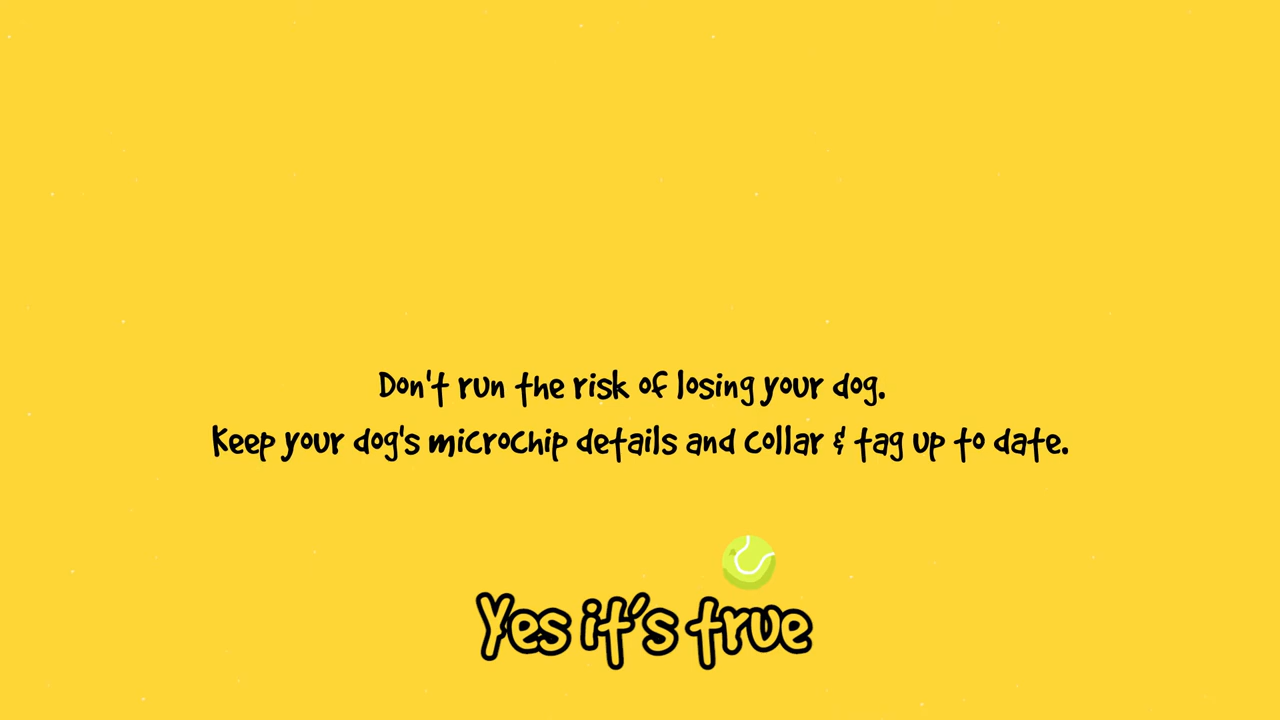 Don't run the risk of losing your dog.
Keep your dog's microchip details and collar & tag up to date.
Yes it's true